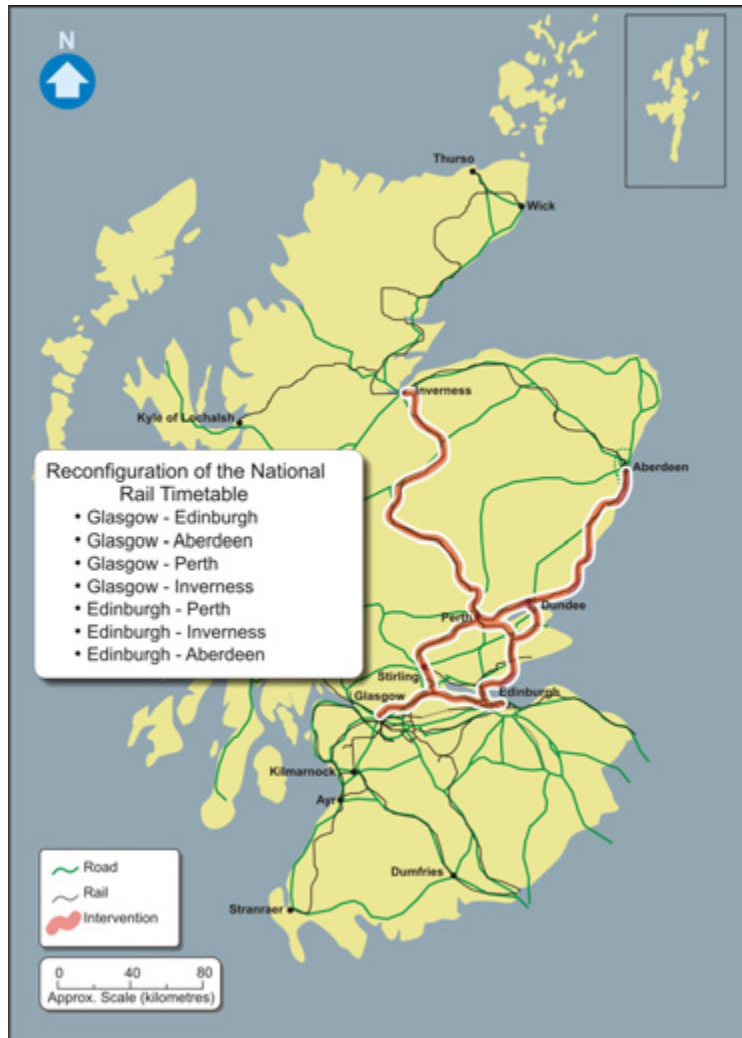 N
Thurso
Wick
Inverness
Kyle of Lochalsh
Aberdeen
Reconfiguration of the National
Rail Timetable
• Glasgow - Edinburgh
• Glasgow - Aberdeen
• Glasgow - Perth
• Glasgow - Inverness
• Edinburgh - Perth
• Edinburgh - Inverness
• Edinburgh - Aberdeen
Dundee
Perth
Stirling
Glasgow
Edinburgh
Kilmarnock
Ayr
Dumfries
Stranraer
Road
Rail
Intervention
0 40 80
Approx. Scale (kilometres)